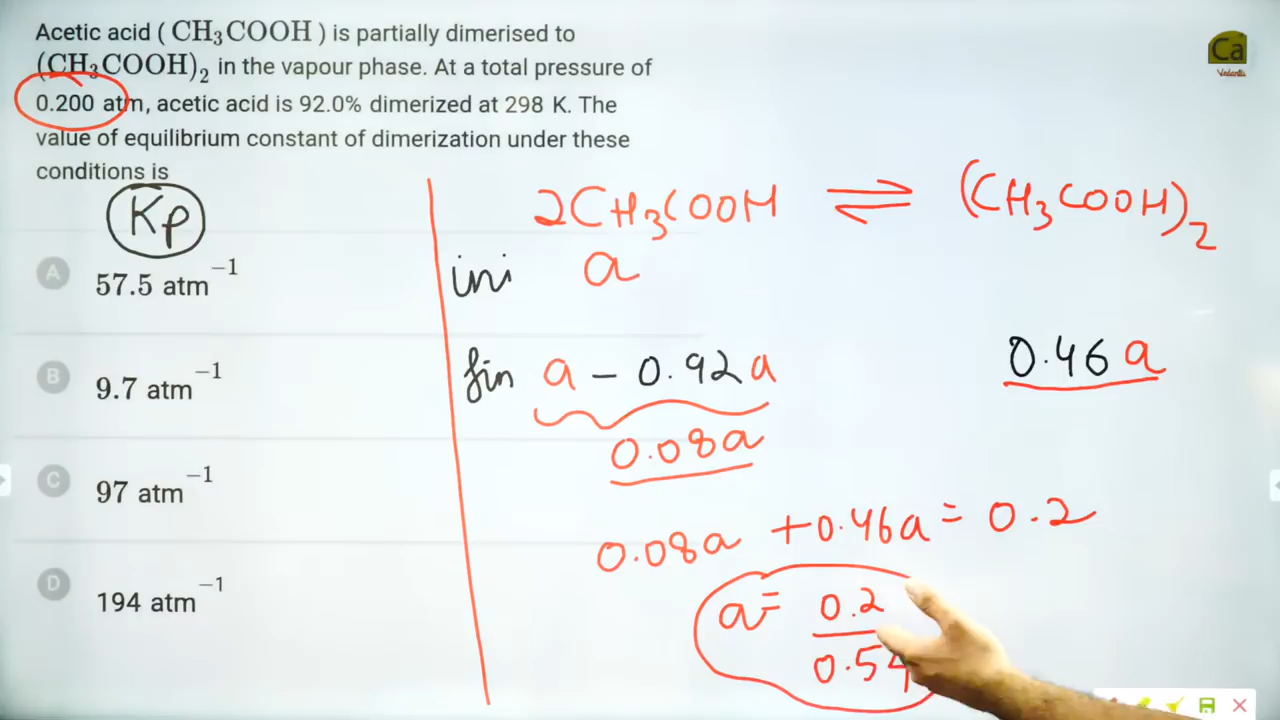 Acetic acid ( CH₃COOH ) is partially dimerised to
(CH₃COOH)₂ in the vapour phase. At a total pressure of
0.200 atm, acetic acid is 92.0% dimerized at 298 K. The
value of equilibrium constant of dimerization under these
conditions is
Kp
A 57.5 atm⁻¹
B 9.7 atm⁻¹
C 97 atm⁻¹
D 194 atm⁻¹
2CH₃COOH ⇌ (CH₃COOH)₂
ini a
fin a – 0.92a 0.46a
0.08a
0.08a + 0.46a = 0.2
a = 0.2
0.54
Ca
Vedantu